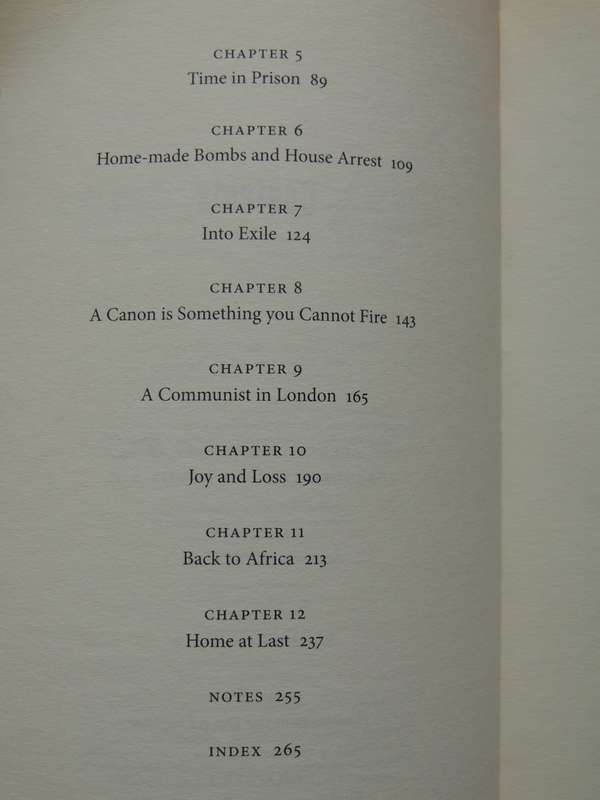 CHAPTER 5
Time in Prison 89
CHAPTER 6
Home-made Bombs and House Arrest 109
CHAPTER 7
Into Exile 124
CHAPTER 8
A Canon is Something you Cannot Fire 143
CHAPTER 9
A Communist in London 165
CHAPTER 10
Joy and Loss 190
CHAPTER 11
Back to Africa 213
CHAPTER 12
Home at Last 237
NOTES 255
INDEX 265